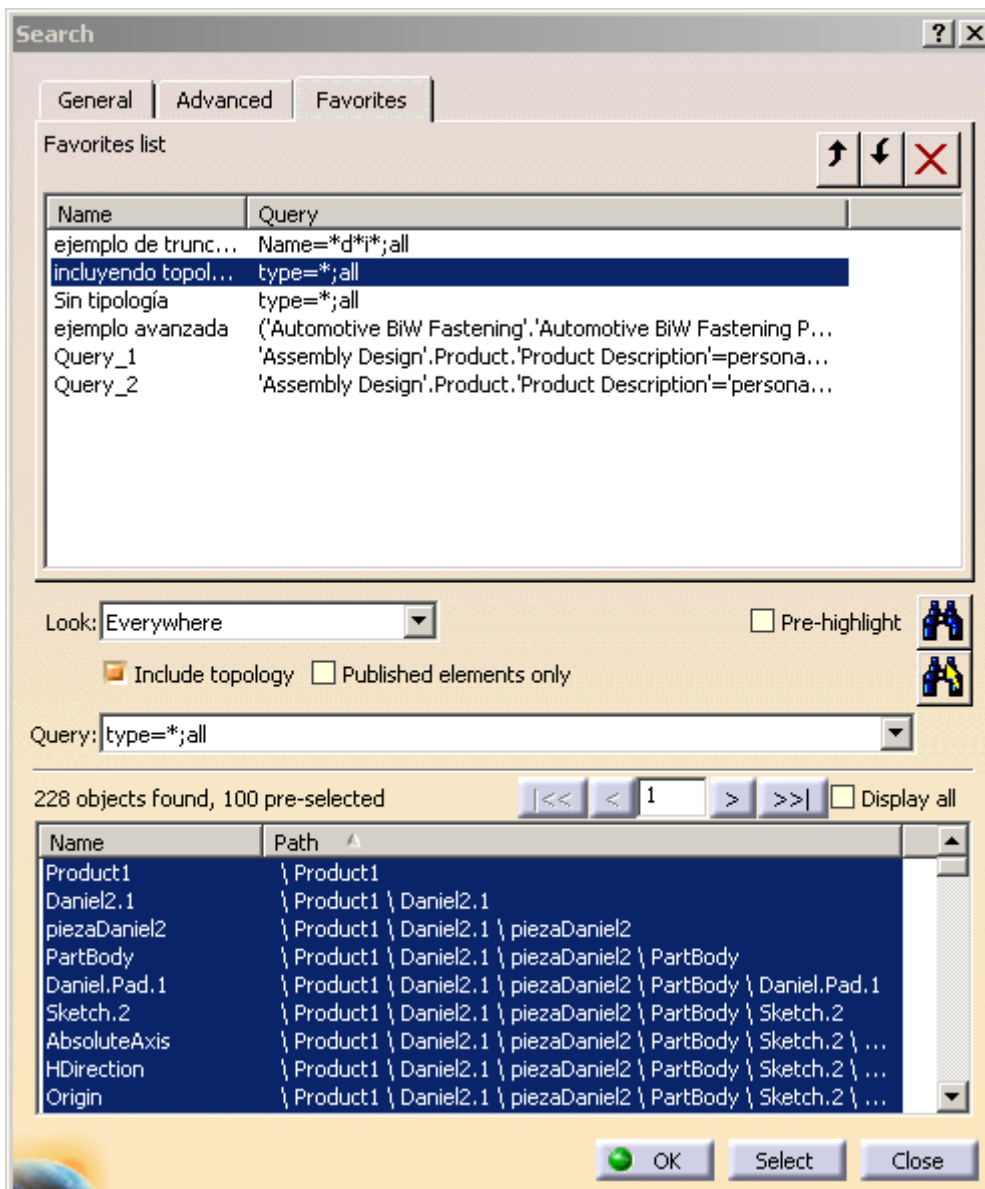 Search
General Advanced Favorites
Favorites list
Name Query
ejemplo de trunc... Name=*d*i*;all
incluyendo topol... type=*;all
Sin tipología type=*;all
ejemplo avanzada ('Automotive BiW Fastening'.'Automotive BiW Fastening P...
Query_1 'Assembly Design'.Product.'Product Description'=persona...
Query_2 'Assembly Design'.Product.'Product Description'='persona...
Look: Everywhere Pre-highlight
Include topology Published elements only
Query: type=*;all
228 objects found, 100 pre-selected |<< < 1 > >>| Display all
Name Path
Product1 \ Product1
Daniel2.1 \ Product1 \ Daniel2.1
piezaDaniel2 \ Product1 \ Daniel2.1 \ piezaDaniel2
PartBody \ Product1 \ Daniel2.1 \ piezaDaniel2 \ PartBody
Daniel.Pad.1 \ Product1 \ Daniel2.1 \ piezaDaniel2 \ PartBody \ Daniel.Pad.1
Sketch.2 \ Product1 \ Daniel2.1 \ piezaDaniel2 \ PartBody \ Sketch.2
AbsoluteAxis \ Product1 \ Daniel2.1 \ piezaDaniel2 \ PartBody \ Sketch.2 \ ...
HDirection \ Product1 \ Daniel2.1 \ piezaDaniel2 \ PartBody \ Sketch.2 \ ...
Origin \ Product1 \ Daniel2.1 \ piezaDaniel2 \ PartBody \ Sketch.2 \ ...
OK Select Close